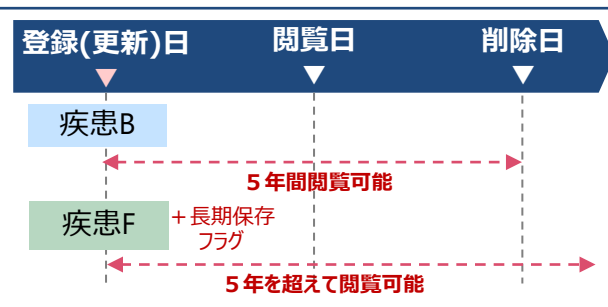 登録(更新)日 閲覧日 削除日
疾患B
5年間閲覧可能
疾患F
+長期保存
フラグ
5年を超えて閲覧可能